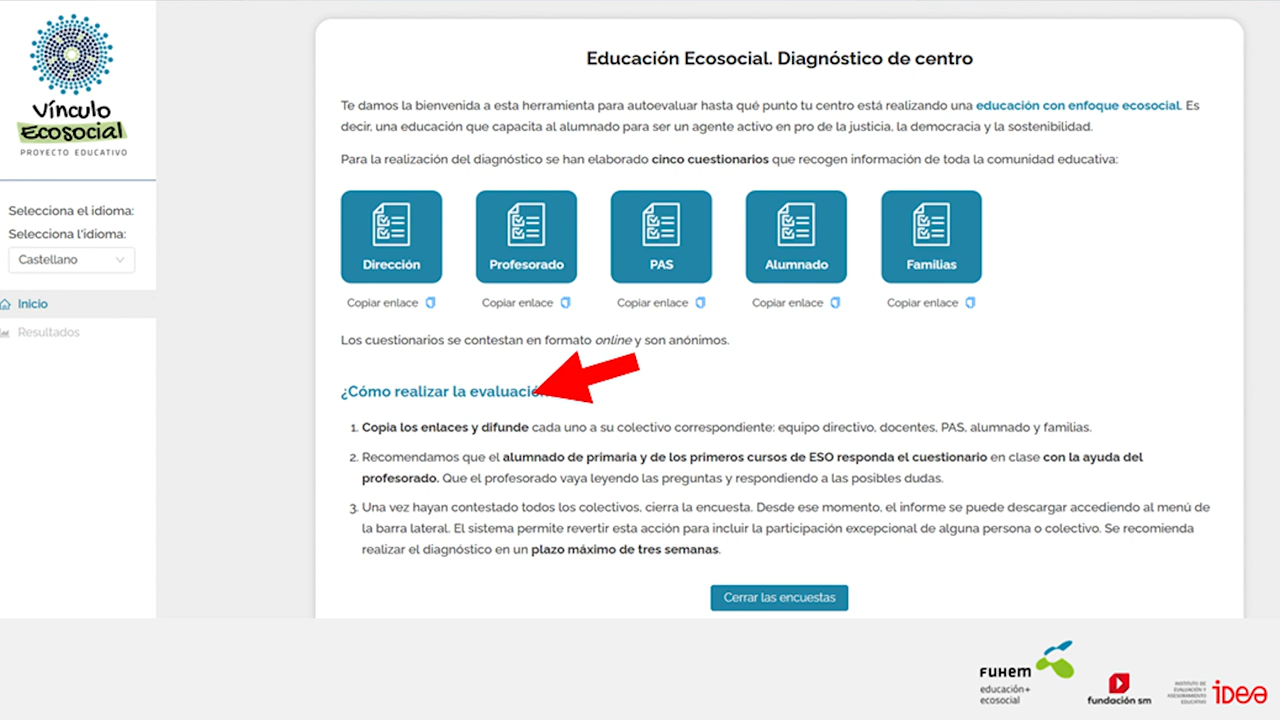 Vínculo
Ecosocial
PROYECTO EDUCATIVO
Selecciona el idioma:
Selecciona l'idioma:
Castellano
Inicio
Resultados
Educación Ecosocial. Diagnóstico de centro
Te damos la bienvenida a esta herramienta para autoevaluar hasta qué punto tu centro está realizando una educación con enfoque ecosocial. Es
decir, una educación que capacita al alumnado para ser un agente activo en pro de la justicia, la democracia y la sostenibilidad.
Para la realización del diagnóstico se han elaborado cinco cuestionarios que recogen información de toda la comunidad educativa:
Dirección Profesorado PAS Alumnado Familias
Copiar enlace Copiar enlace Copiar enlace Copiar enlace Copiar enlace
Los cuestionarios se contestan en formato online y son anónimos.
¿Cómo realizar la evaluación
1. Copia los enlaces y difunde cada uno a su colectivo correspondiente: equipo directivo, docentes, PAS, alumnado y familias.
2. Recomendamos que el alumnado de primaria y de los primeros cursos de ESO responda el cuestionario en clase con la ayuda del
profesorado. Que el profesorado vaya leyendo las preguntas y respondiendo a las posibles dudas.
3. Una vez hayan contestado todos los colectivos, cierra la encuesta. Desde ese momento, el informe se puede descargar accediendo al menú de
la barra lateral. El sistema permite revertir esta acción para incluir la participación excepcional de alguna persona o colectivo. Se recomienda
realizar el diagnóstico en un plazo máximo de tres semanas.
Cerrar las encuestas
FUHEM
educación+
ecosocial
fundación sm
INSTITUTO DE
EVALUACIÓN Y
ASESORAMIENTO
EDUCATIVO
idea